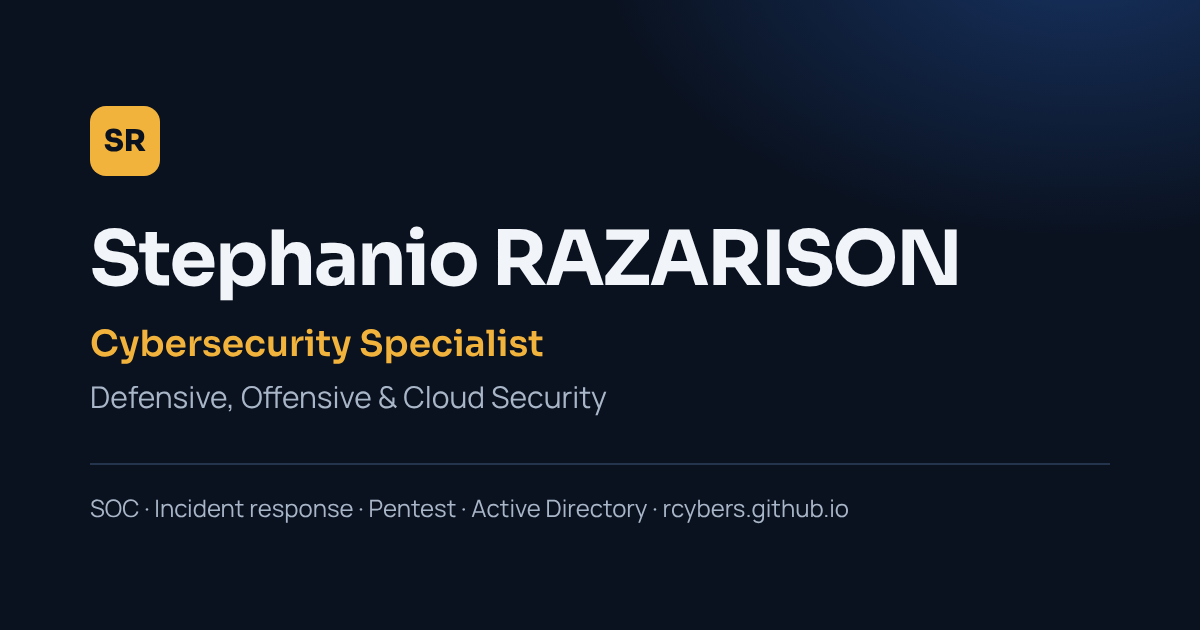 SR
Stephanio RAZARISON
Cybersecurity Specialist
Defensive, Offensive & Cloud Security
SOC · Incident response · Pentest · Active Directory · rcybers.github.io